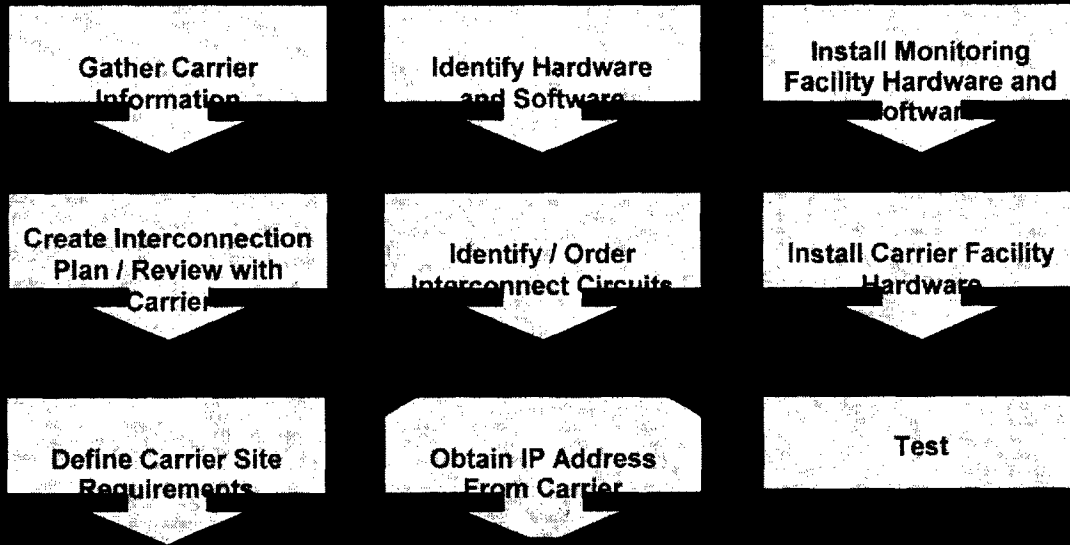 Gather Carrier
Information
Create Interconnection
Plan / Review with
Carrier
Define Carrier Site
Requirements
Identify Hardware
and Software
Identify / Order
Interconnect Circuits
Obtain IP Address
From Carrier
Install Monitoring
Facility Hardware and
oftwar
Install Carrier Facility
Hardware
Test